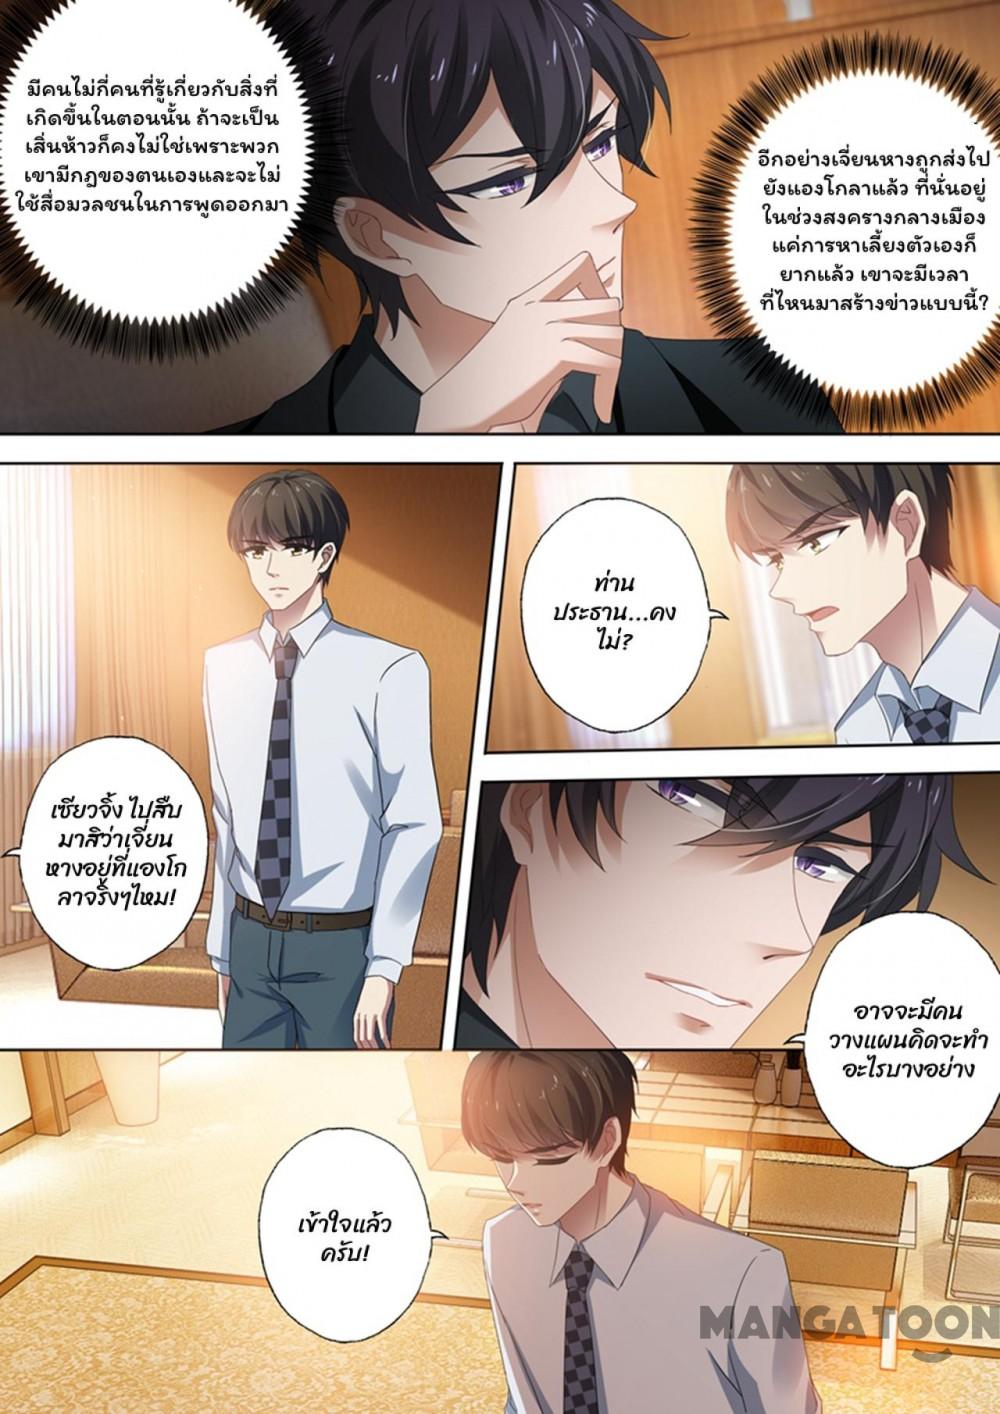 มีคนไม่กี่คนที่รู้เกี่ยวกับสิ่งที่
เกิดขึ้นในตอนนั้น ถ้าจะเป็น
เสิ่นห้าวก็คงไม่ใช่เพราะพวก
เขามีกฎของตนเองและจะไม่
ใช้สื่อมวลชนในการพูดออกมา
อีกอย่างเจี่ยนหางถูกส่งไป
ยังแองโกลาแล้ว ที่นั่นอยู่
ในช่วงสงครางกลางเมือง
แค่การหาเลี้ยงตัวเองก็
ยากแล้ว เขาจะมีเวลา
ที่ไหนมาสร้างข่าวแบบนี้?
ท่าน
ประธาน...คง
ไม่?
เซียวจิ้ง ไปสืบ
มาสิว่าเจี่ยน
หางอยู่ที่แองโก
ลาจริงๆไหม!
อาจจะมีคน
วางแผนคิดจะทำ
อะไรบางอย่าง
เข้าใจแล้ว
ครับ!
MANGATOON